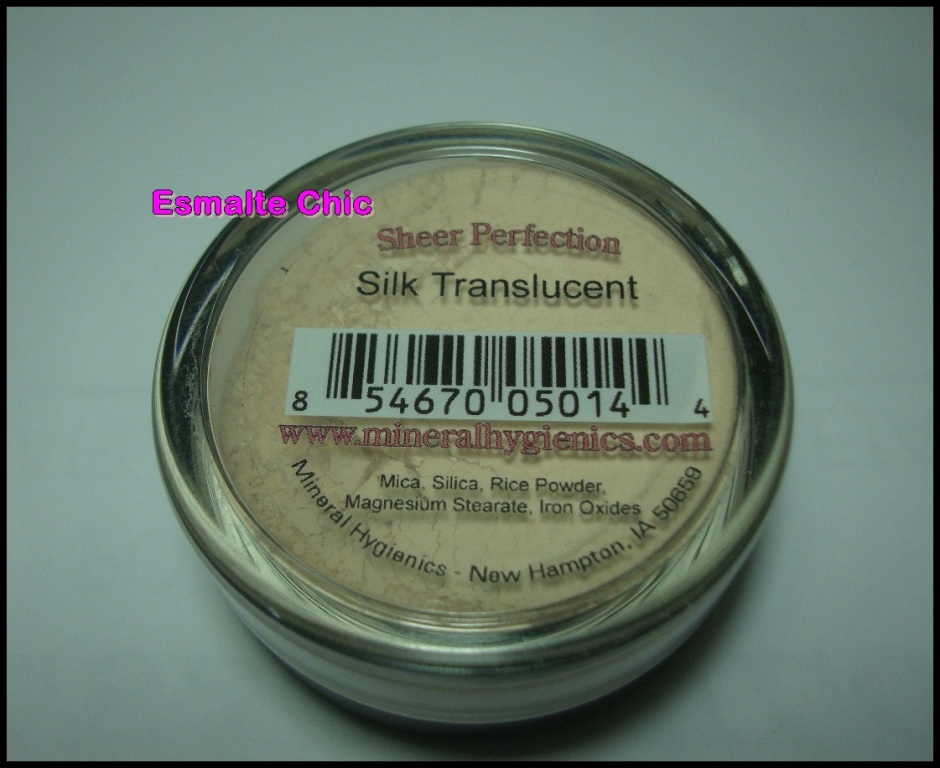 Esmalte Chic
Sheer Perfection
Silk Translucent
8 54670 05014 4
www.mineralhygienics.com
Mica, Silica, Rice Powder,
Magnesium Stearate, Iron Oxides
Mineral Hygienics - New Hampton, IA 50659